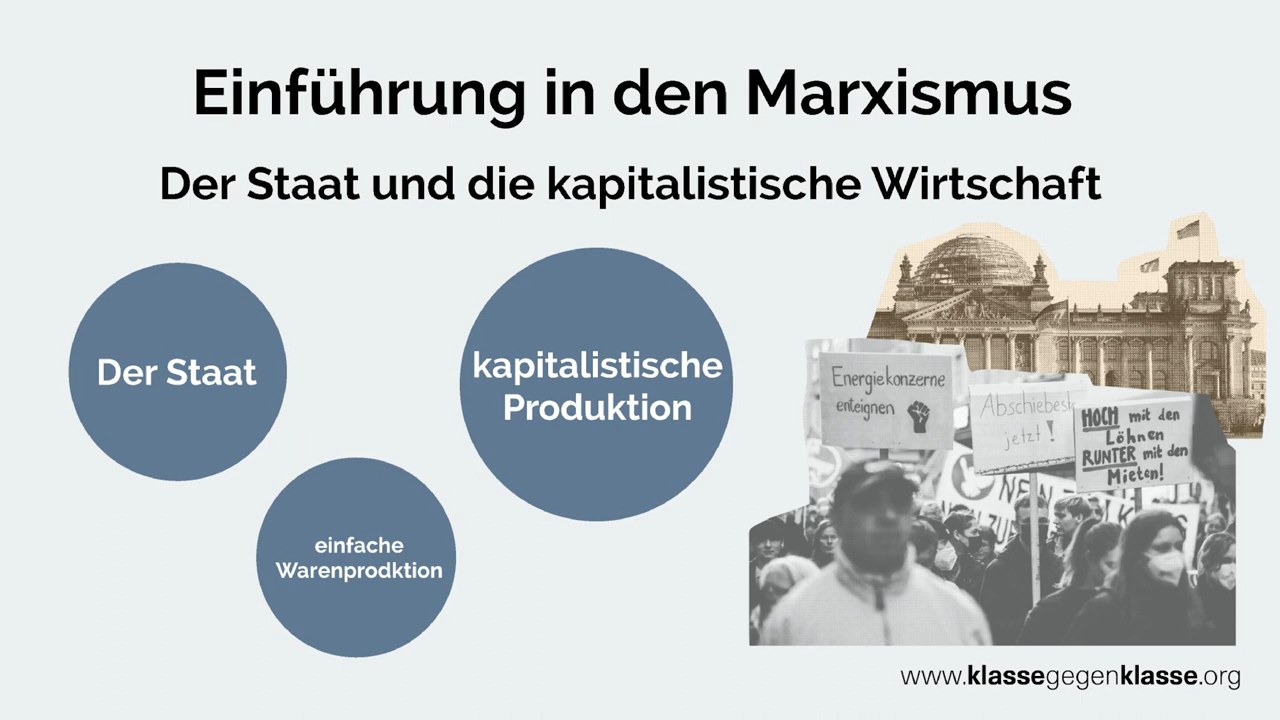 Einführung in den Marxismus
Der Staat und die kapitalistische Wirtschaft
Der Staat
kapitalistische
Produktion
einfache
Warenprodktion
Energiekonzerne
enteignen
jetzt!
HOCH mit den
Löhnen
RUNTER mit den
Mieten!
www.klassegegenklasse.org